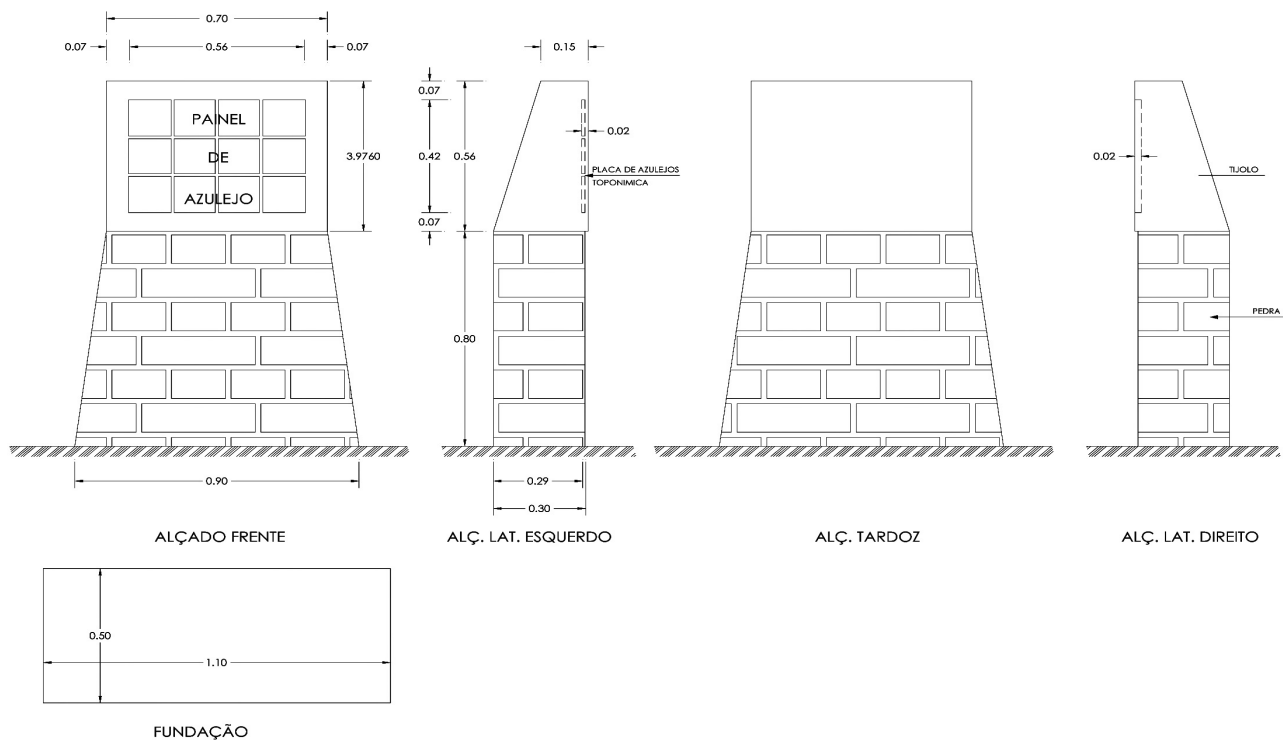 0.70
0.07
0.56
0.07
PAINEL
DE
AZULEJO
3.9760
0.90
ALÇADO FRENTE
0.15
0.07
0.42
0.56
0.07
0.02
PLACA DE AZULEJOS
TOPONIMICA
0.80
0.29
0.30
ALÇ. LAT. ESQUERDO
ALÇ. TARDOZ
0.02
TIJOLO
PEDRA
ALÇ. LAT. DIREITO
0.50
1.10
FUNDAÇÃO